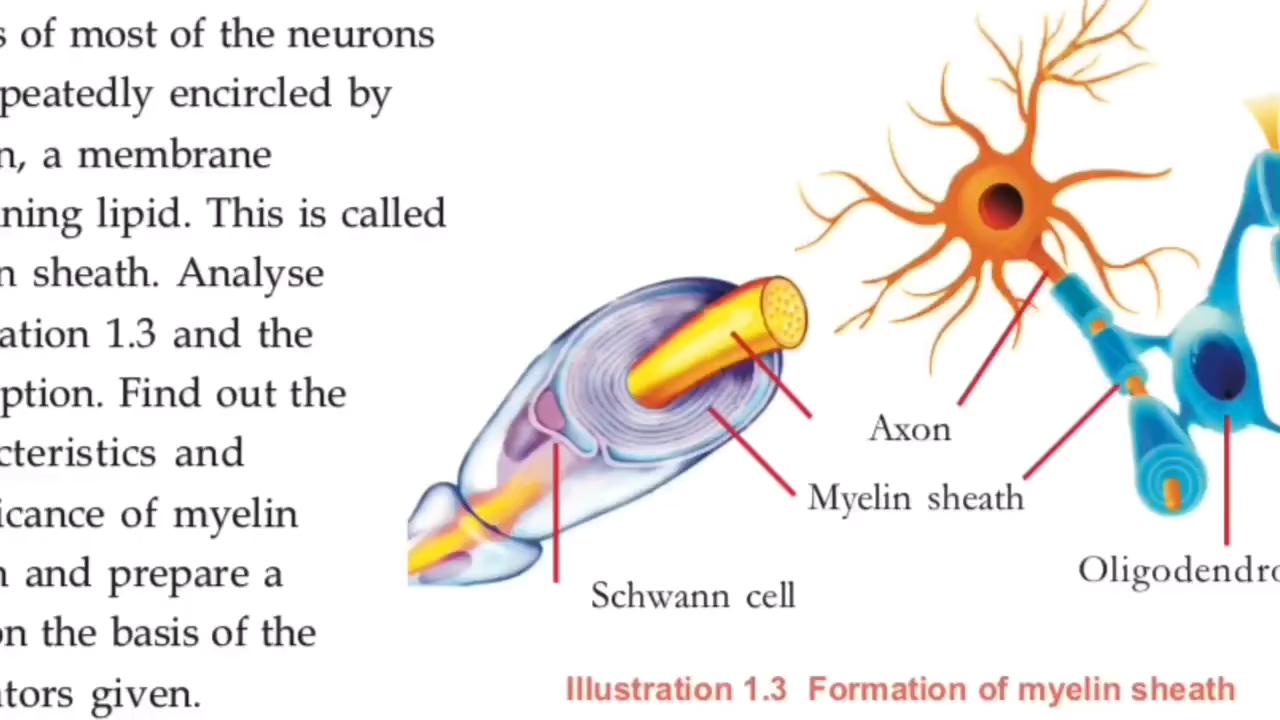 s of most of the neurons
peatedly encircled by
n, a membrane
ning lipid. This is called
n sheath. Analyse
ation 1.3 and the
ption. Find out the
cteristics and
icance of myelin
n and prepare a
on the basis of the
ators given.
Axon
Myelin sheath
Oligodendro
Schwann cell
Illustration 1.3 Formation of myelin sheath